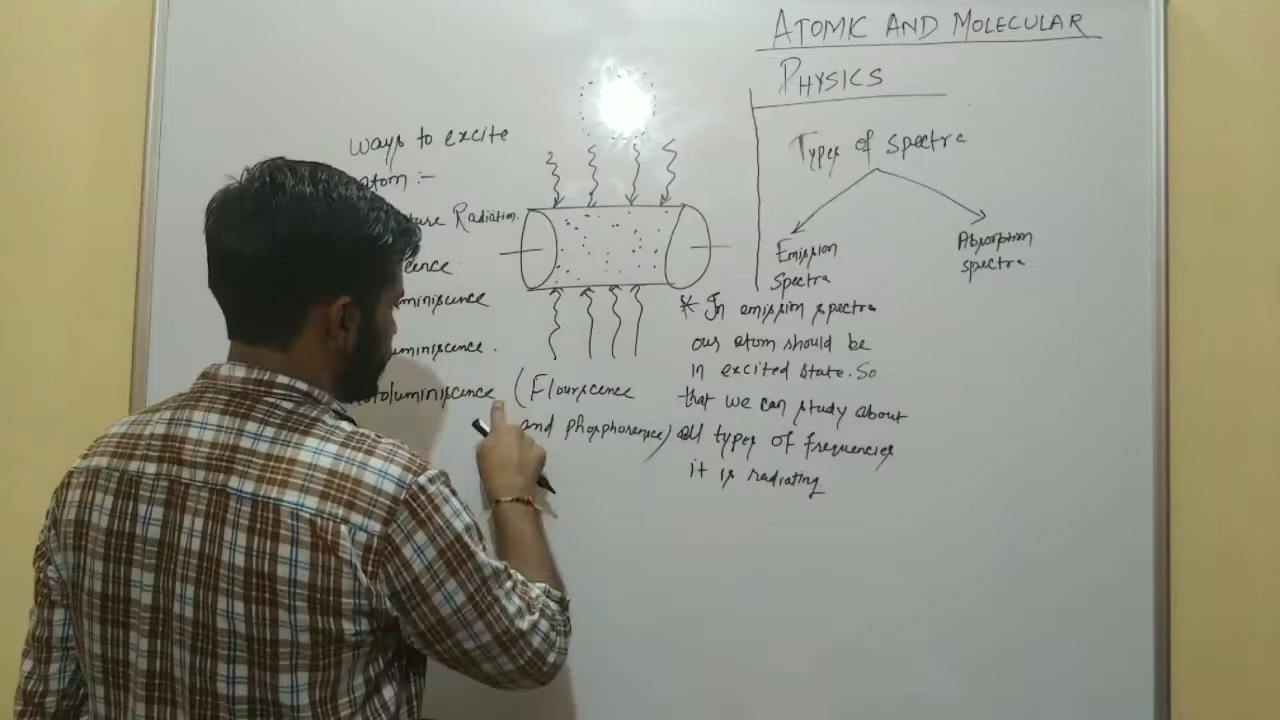 ATOMIC AND MOLECULAR
PHYSICS
Types of spectra
Emission
Spectra
Absorption
spectra
* In emission spectra
our atom should be
in excited state. So
that we can study about
all types of frequencies
it is radiating
ways to excite
atom :-
Radiation.
(Flourscence
and phosphorence)